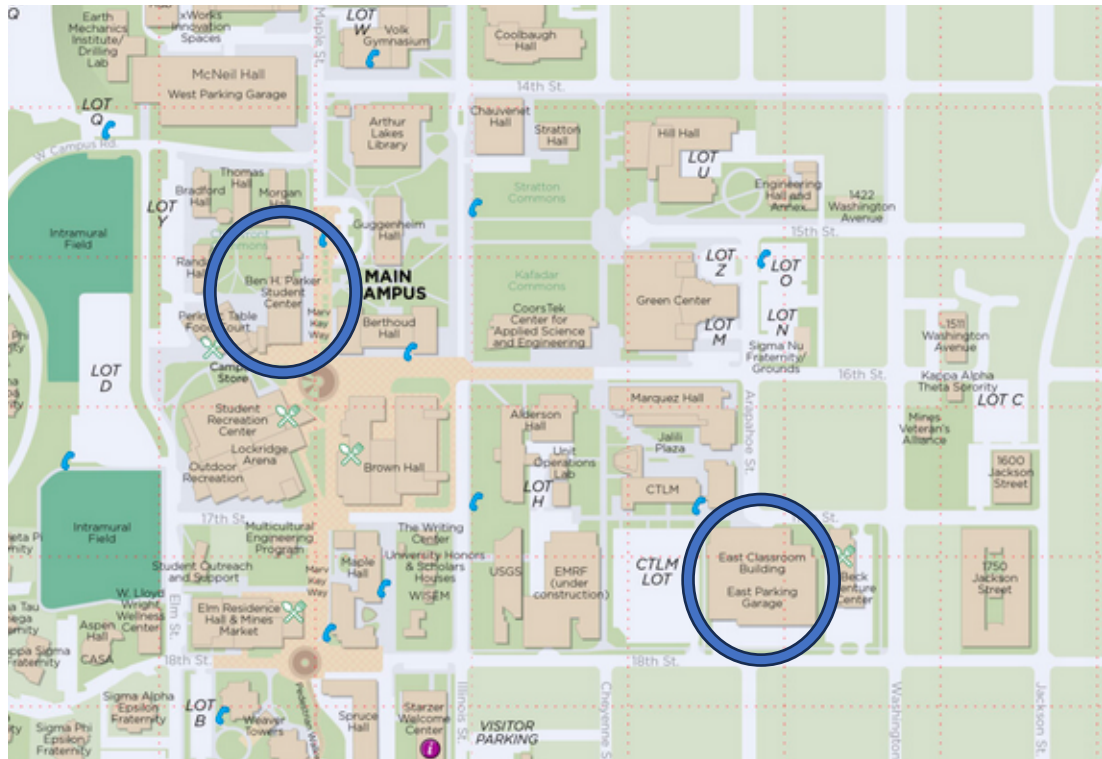 Q
Earth
Mechanics
Institute/
Drilling
Lab
xWorks
Innovation
Spaces
Maple St.
LOT
W
Volk
Gymnasium
Coolbaugh
Hall
McNeil Hall
West Parking Garage
14th St.
LOT
Q
W Campus Rd.
Arthur
Lakes
Library
Chauvenet
Hall
Stratton
Hall
Hill Hall
LOT
U
Thomas
Hall
Bradford
Hall
Morgan
LOT
Y
Stratton
Commons
Engineering
Hall and
Annex
1422
Washington
Avenue
Intramural
Field
Guggenheim
Hall
15th St.
Commons
Hall
Ben H. Parker
Student
Center
MAIN
AMPUS
Kafadar
Commons
LOT
Z
LOT
O
Table
Mary
Kay
Way
Berthoud
Hall
CoorsTek
Center for
Applied Science
and Engineering
Green Center
LOT
M
LOT
N
Sigma Nu
Fraternity/
Grounds
1511
Washington
Avenue
Store
16th St.
LOT
D
Kappa Alpha
Theta Sorority
LOT C
Student
Recreation
Center
Lockridge
Arena
Outdoor
Recreation
Brown Hall
Alderson
Hall
Unit
Operations
Lab
LOT
H
Marquez Hall
Jalili
Plaza
CTLM
Arapahoe St.
Mines
Veteran's
Alliance
1600
Jackson
Street
17th St.
St.
Intramural
Field
Multicultural
Engineering
Program
The Writing
Center
University Honors
& Scholars
Houses
WISEM
Student Outreach
and Support
Mary
Kay
Way
Maple
Hall
USGS
EMRF
(under
construction)
CTLM
LOT
East Classroom
Building
East Parking
Garage
Beck
Center
1750
Jackson
Street
W. Lloyd
Wright
Wellness
Center
Elm St.
Elm Residence
Hall & Mines
Market
Aspen
Hall
CASA
18th St.
18th St.
Sigma Alpha
Epsilon
Fraternity
LOT
B
Weaver
Towers
Spruce
Hall
Starzer
Welcome
Center
Illinois St.
VISITOR
PARKING
Cheyenne S
Washington
Jackson St.
Sigma Phi
Epsilon/
Fraternity